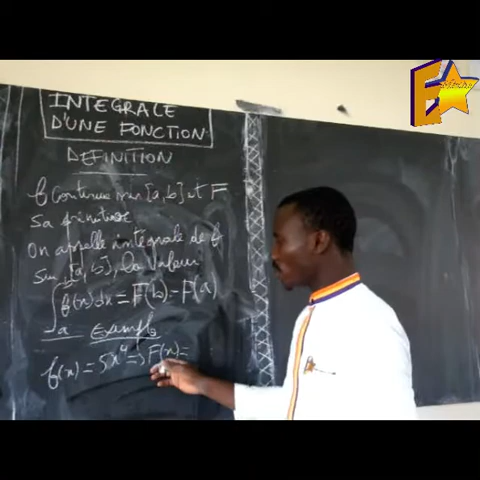 INTEGRALE
D'UNE FONCTION
DEFINITION
f continue sur [a, b] et F
sa primitive
On appelle intégrale de f
sur [a, b], la valeur
∫ f(x)dx = F(b) - F(a)
a Exemple
f(x) = 5x⁴ ⇒ F(x) =